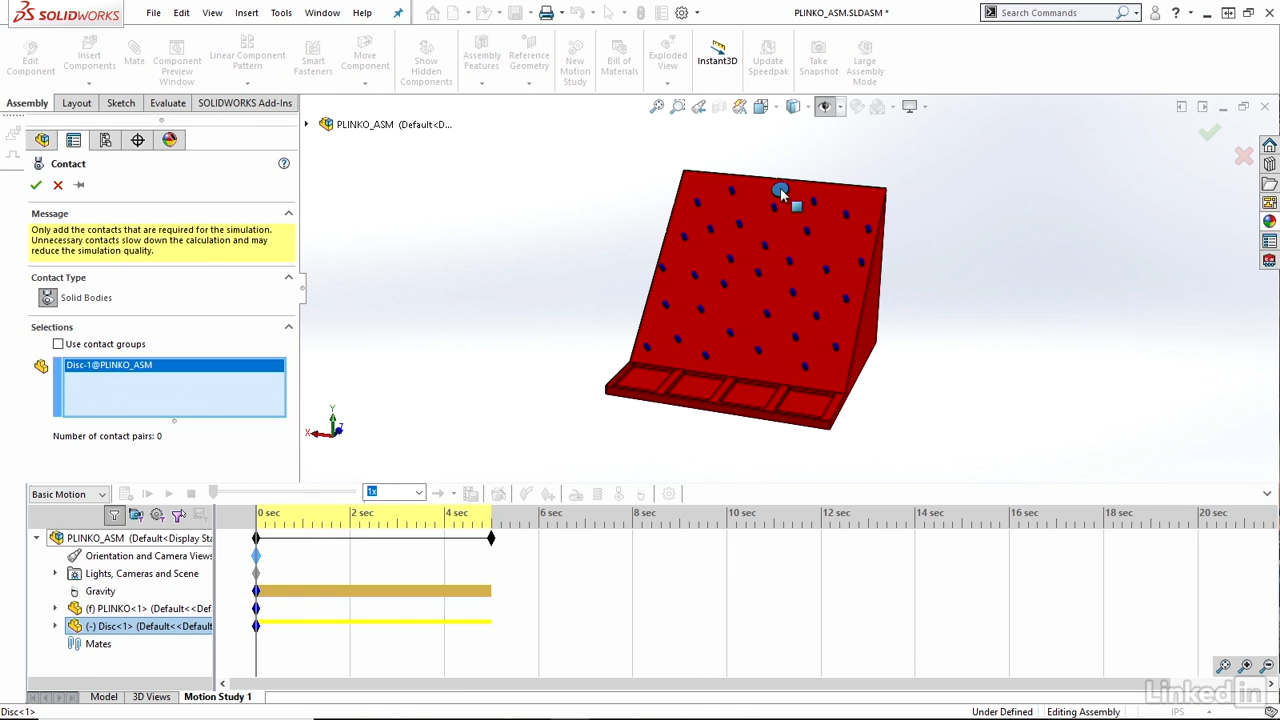 SOLIDWORKS File Edit View Insert Tools Window Help PLINKO_ASM.SLDASM * Search Commands
Edit Component
Insert Components
Mate
Component Preview Window
Linear Component Pattern
Smart Fasteners
Move Component
Show Hidden Components
Assembly Features
Reference Geometry
New Motion Study
Bill of Materials
Exploded View
Instant3D
Update Speedpak
Take Snapshot
Large Assembly Mode
Assembly Layout Sketch Evaluate SOLIDWORKS Add-Ins
PLINKO_ASM (Default<D...
Contact
Message
Only add the contacts that are required for the simulation.
Unnecessary contacts slow down the calculation and may
reduce the simulation quality.
Contact Type
Solid Bodies
Selections
Use contact groups
Disc-1@PLINKO_ASM
Number of contact pairs: 0
Y
X
Z
Basic Motion 1x
0 sec 2 sec 4 sec 6 sec 8 sec 10 sec 12 sec 14 sec 16 sec 18 sec 20 sec
PLINKO_ASM (Default<Display Sta
Orientation and Camera Views
Lights, Cameras and Scene
Gravity
(f) PLINKO<1> (Default<<Def
(-) Disc<1> (Default<<Default
Mates
Model 3D Views Motion Study 1
LinkedIn
Disc<1> Under Defined Editing Assembly IPS